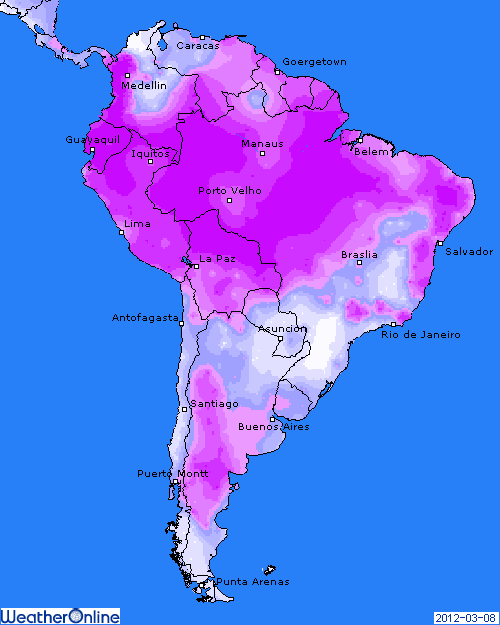 Caracas
Goergetown
Medellin
Guayaquil
Iquitos
Manaus
Belem
Porto Velho
Lima
Salvador
La Paz
Braslia
Antofagasta
Asuncion
Rio de Janeiro
Santiago
Buenos Aires
Puerto Montt
Punta Arenas
WeatherOnline
2012-03-08